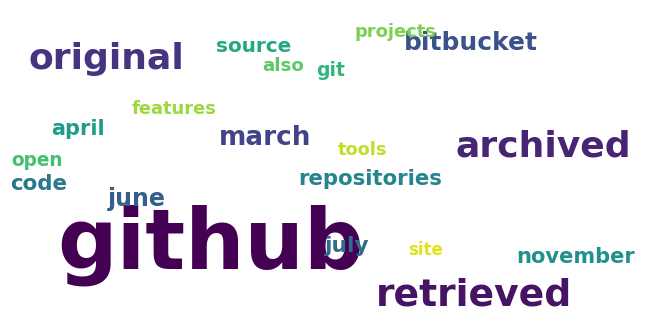 projects
bitbucket
source
original
also
git
features
april
march
tools
archived
open
repositories
code
june
github
july
site
november
retrieved